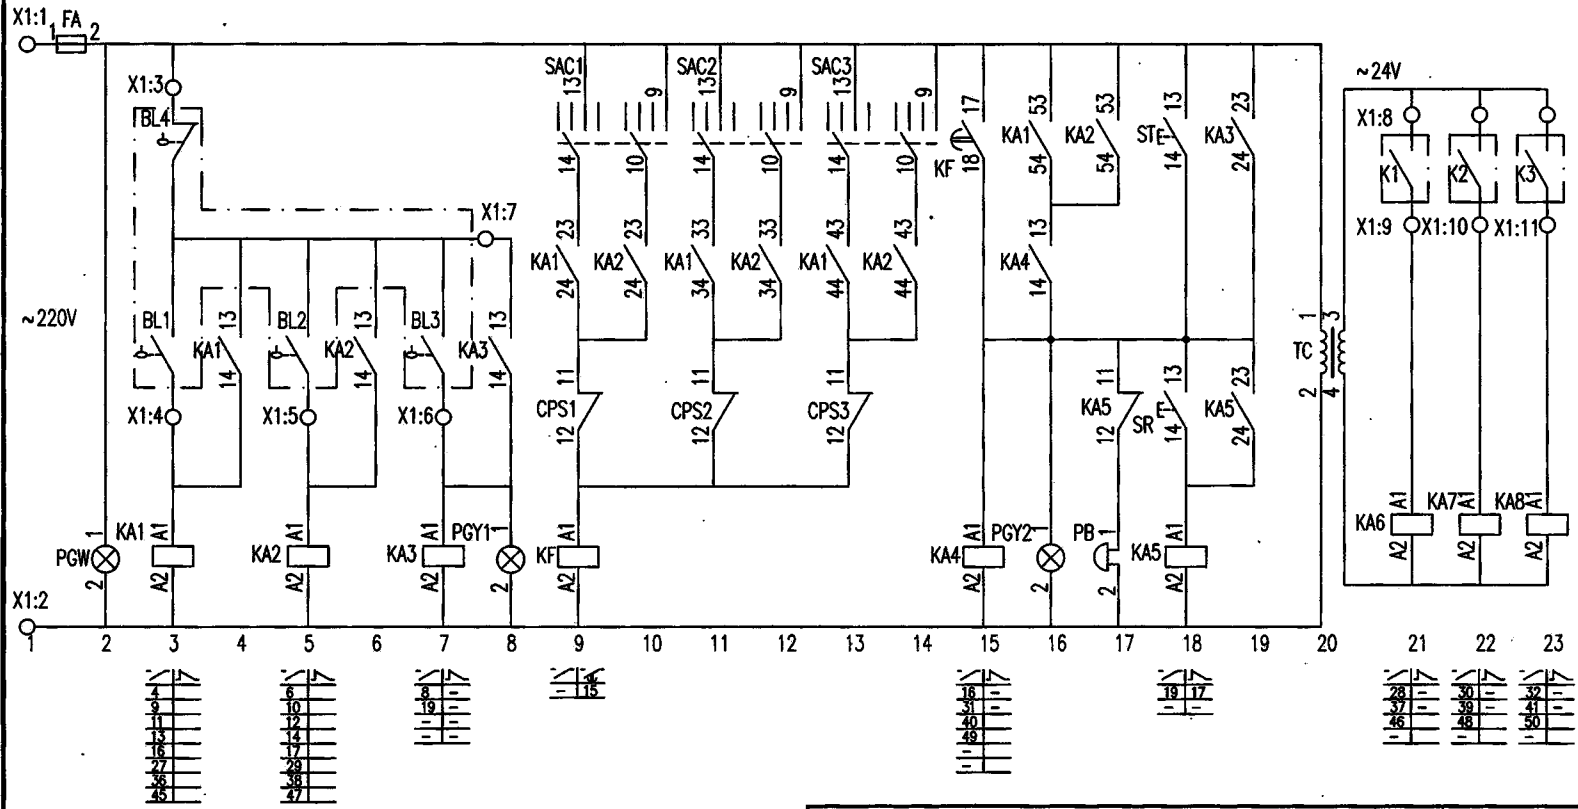 X1:1 1 FA 2
SAC1 13 9 SAC2 13 9 SAC3 13 9
~24V
X1:3
X1:8
BL4
17 53 53 13 23
KA1 KA2 STE KA3
K1 K2 K3
14 10 14 10 14 10 KF 18 54 54 14 24
X1:7
X1:9 X1:10 X1:11
23 23 33 33 43 43 13
KA1 KA2 KA1 KA2 KA1 KA2 KA4
24 24 34 34 44 44 14
~220V
BL1 13 BL2 13 BL3 13
KA1 KA2 KA3
14 14 14
1 3
TC
2 4
11 11 11 11 13 23
X1:4 X1:5 X1:6
CPS1 CPS2 CPS3 KA5 SR E KA5
12 12 12 12 14 24
1 KA1 A1 A1 A1 PGY1 1 A1 A1 PGY2 1 PB 1 A1
A1 KA7 A1 KA8 A1
PGW KA2 KA3 KF KA4 KA5
KA6
2 A2 A2 A2 2 A2 A2 2 2 A2
A2 A2 A2
X1:2
1 2 3 4 5 6 7 8 9 10 11 12 13 14 15 16 17 18 19 20 21 22 23
4 6 8 - - 15 16 - 19 17 28 - 30 - 32 -
9 10 19 - 31 - - - 37 - 39 - 41 -
11 12 - - 40 46 48 50
13 14 - - 49 - - -
16 17 -
27 29 -
36 38
45 47